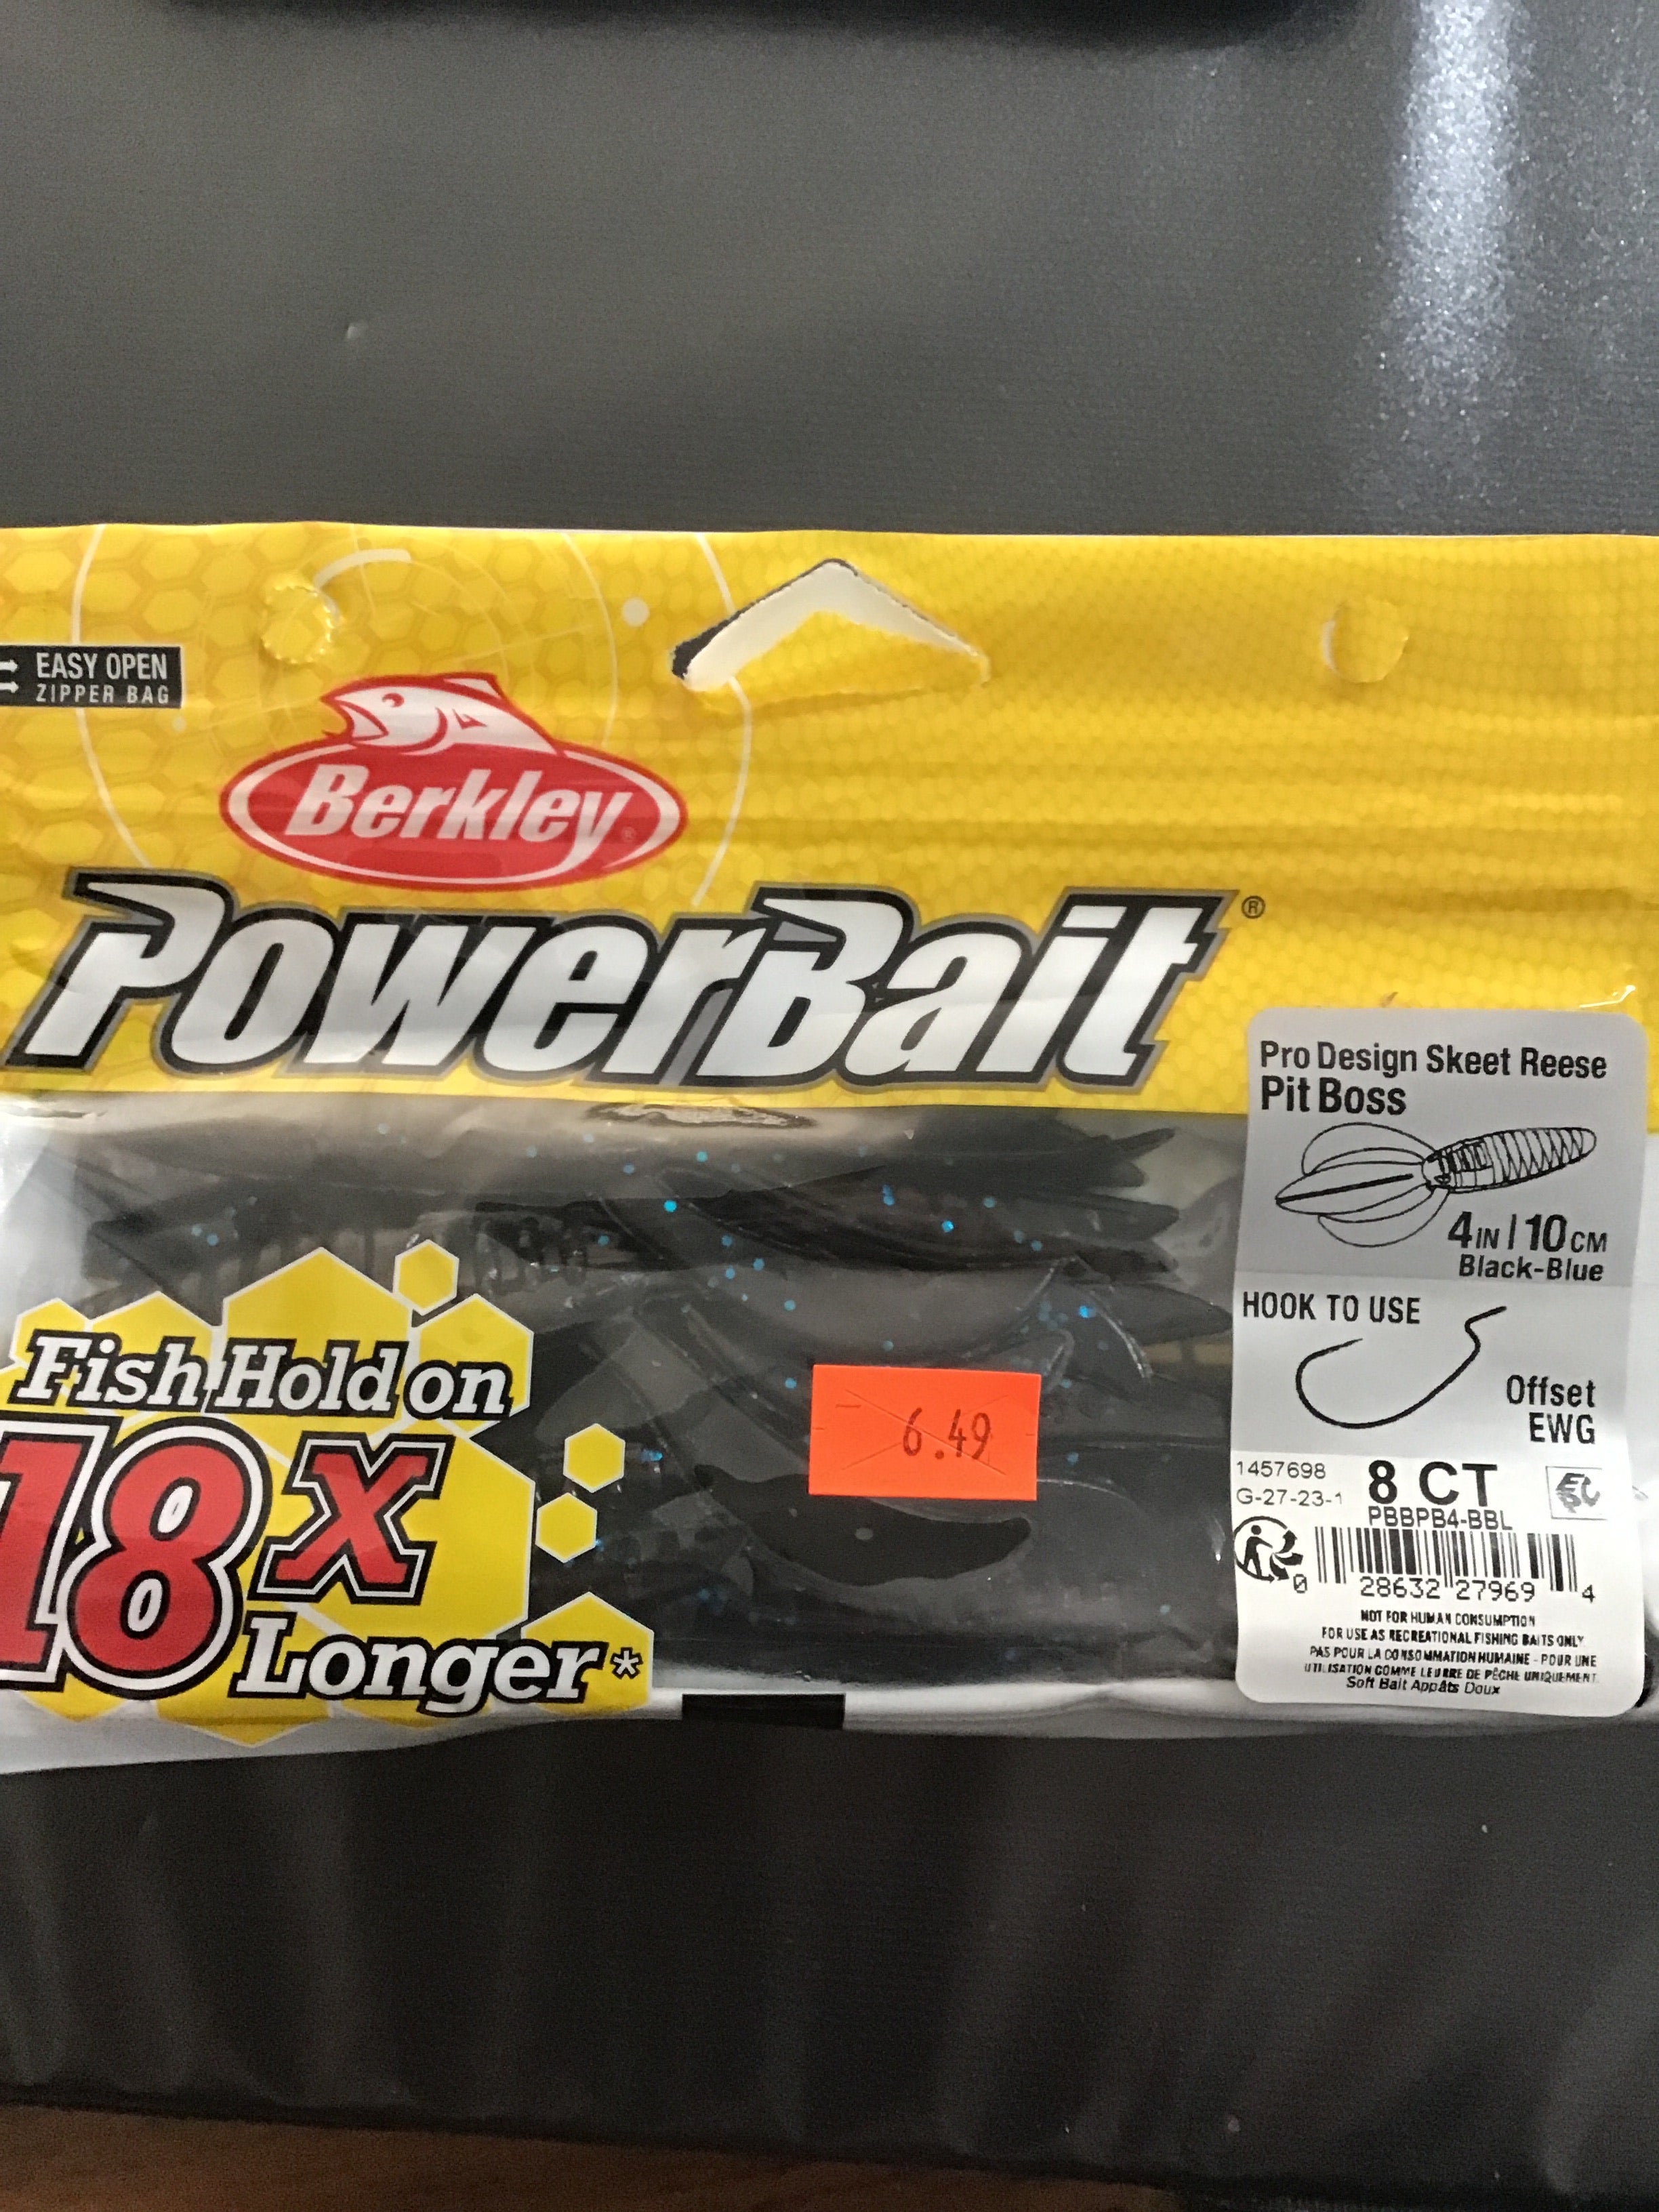 EASY OPEN
ZIPPER BAG
Berkley®
PowerBait®
Pro Design Skeet Reese
Pit Boss
4IN | 10CM
Black-Blue
HOOK TO USE
Offset
EWG
Fish Hold on
18X
Longer*
6.49
1457698
G-27-23-1
8 CT
PBBPB4-BBL
0 28632 27969 4
NOT FOR HUMAN CONSUMPTION
FOR USE AS RECREATIONAL FISHING BAITS ONLY
PAS POUR LA CONSOMMATION HUMAINE - POUR UNE
UTILISATION COMME LEURRE DE PÊCHE UNIQUEMENT
Soft Bait Appâts Doux